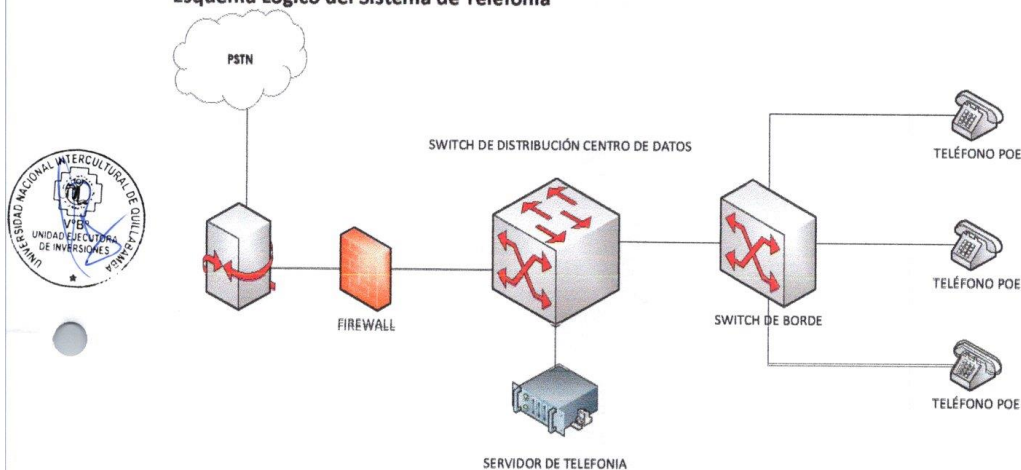 Esquema Lógico del Sistema de Telefonía
PSTN
SWITCH DE DISTRIBUCIÓN CENTRO DE DATOS
TELÉFONO POE
UNIVERSIDAD NACIONAL INTERCULTURAL DE QUILLABAMBA
V°B°
UNIDAD EJECUTORA
DE INVERSIONES
TELÉFONO POE
FIREWALL
SWITCH DE BORDE
TELÉFONO POE
SERVIDOR DE TELEFONIA